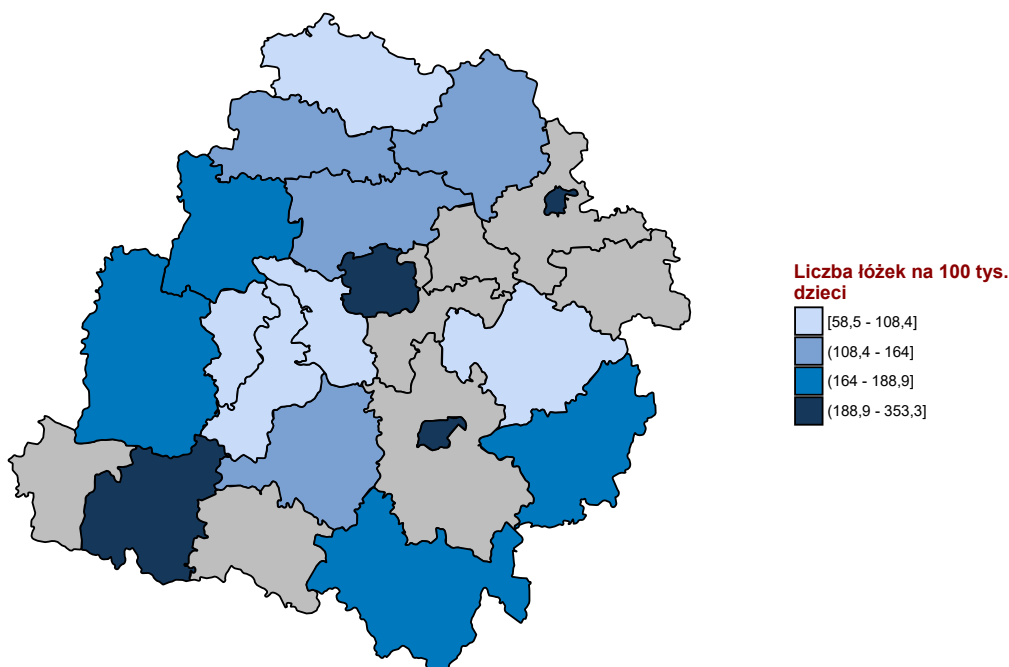 Liczba łóżek na 100 tys.
dzieci
[58,5 - 108,4]
(108,4 - 164]
(164 - 188,9]
(188,9 - 353,3]